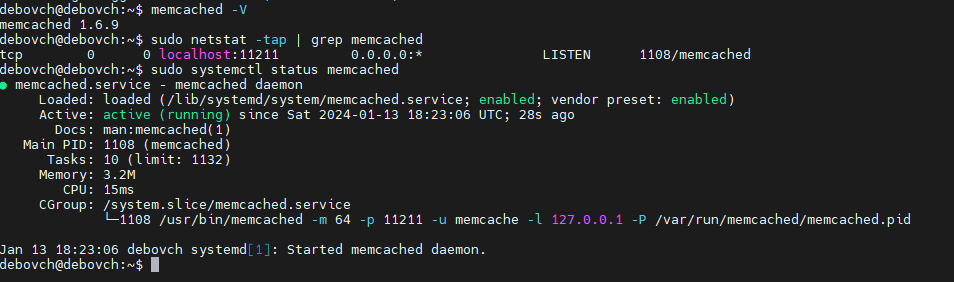 debovch@debovch:~$ memcached -V
memcached 1.6.9
debovch@debovch:~$ sudo netstat -tap | grep memcached
tcp        0      0 localhost:11211         0.0.0.0:*               LISTEN      1108/memcached
debovch@debovch:~$ sudo systemctl status memcached
● memcached.service - memcached daemon
     Loaded: loaded (/lib/systemd/system/memcached.service; enabled; vendor preset: enabled)
     Active: active (running) since Sat 2024-01-13 18:23:06 UTC; 28s ago
       Docs: man:memcached(1)
   Main PID: 1108 (memcached)
      Tasks: 10 (limit: 1132)
     Memory: 3.2M
        CPU: 15ms
     CGroup: /system.slice/memcached.service
             └─1108 /usr/bin/memcached -m 64 -p 11211 -u memcache -l 127.0.0.1 -P /var/run/memcached/memcached.pid

Jan 13 18:23:06 debovch systemd[1]: Started memcached daemon.
debovch@debovch:~$